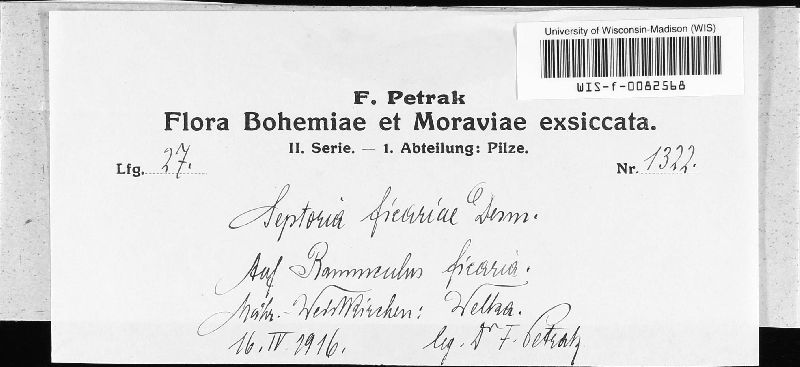 University of Wisconsin-Madison (WIS)
WIS-f-0082568
F. Petrak
Flora Bohemiae et Moraviae exsiccata.
II. Serie. — 1. Abteilung: Pilze.
Lfg. 27. Nr. 1322.
Septoria ficariae Desm.
Auf Ranunculus ficaria.
Mähr.-Weisskirchen: Welka.
16. IV. 1916. lg. Dr F. Petrak